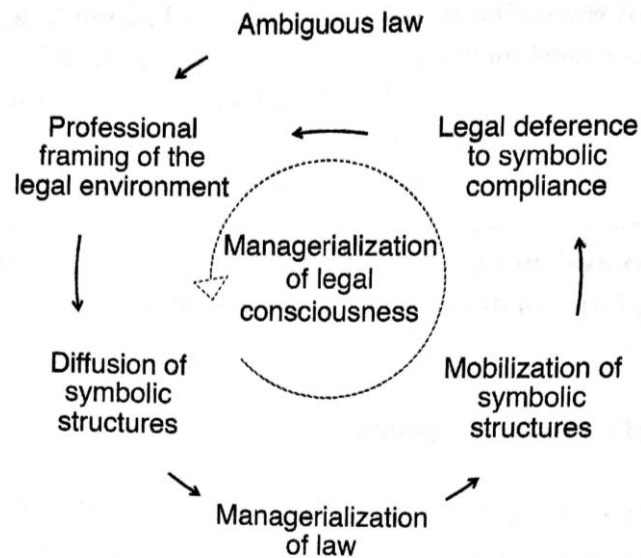 Ambiguous law
Professional
framing of the
legal environment
Legal deference
to symbolic
compliance
Managerialization
of legal
consciousness
Diffusion of
symbolic
structures
Mobilization of
symbolic
structures
Managerialization
of law